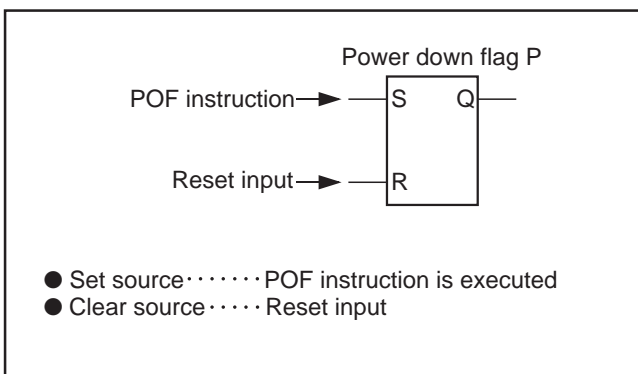 Power down flag P
POF instruction
S Q
Reset input
R
● Set source · · · · · · · POF instruction is executed
● Clear source · · · · · Reset input